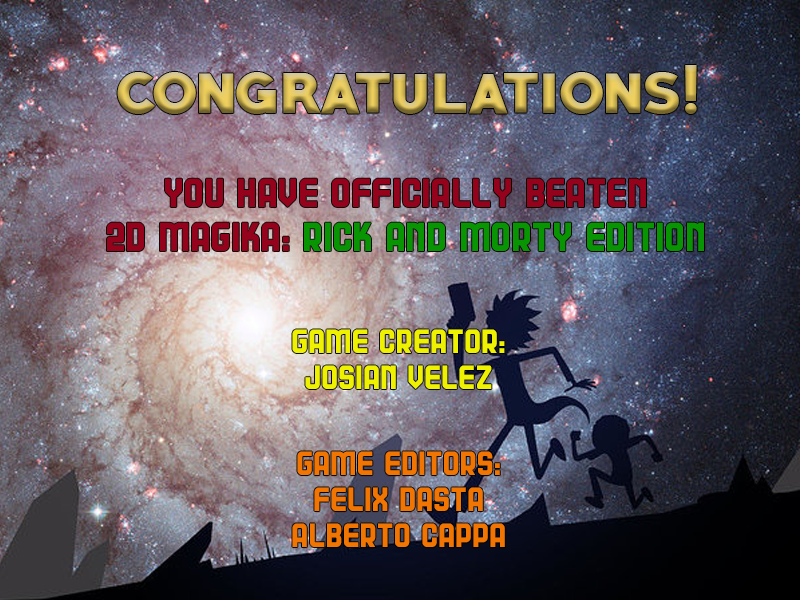 CONGRATULATIONS!
YOU HAVE OFFICIALLY BEATEN
2D MAGIKA: RICK AND MORTY EDITION
GAME CREATOR:
JOSIAN VELEZ
GAME EDITORS:
FELIX DASTA
ALBERTO CAPPA